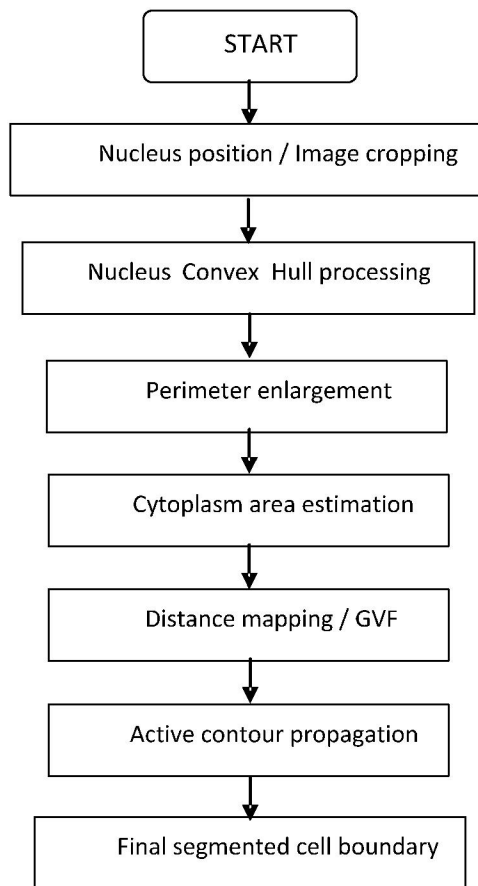 START
Nucleus position / Image cropping
Nucleus Convex Hull processing
Perimeter enlargement
Cytoplasm area estimation
Distance mapping / GVF
Active contour propagation
Final segmented cell boundary